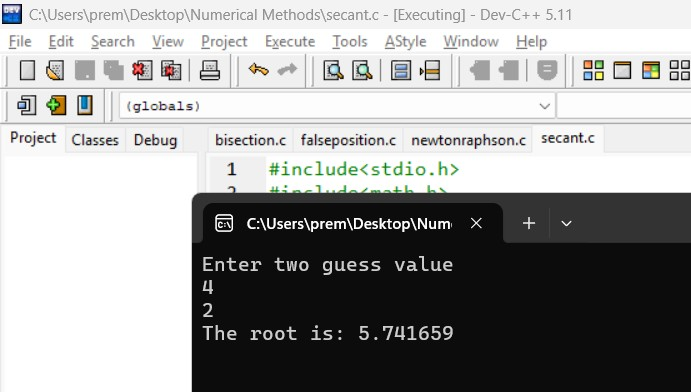 DEV
C:\Users\prem\Desktop\Numerical Methods\secant.c - [Executing] - Dev-C++ 5.11
File Edit Search View Project Execute Tools AStyle Window Help
(globals)
Project Classes Debug bisection.c falseposition.c newtonraphson.c secant.c
1 #include<stdio.h>
2 #include<math.h>
C:\Users\prem\Desktop\Num
Enter two guess value
4
2
The root is: 5.741659